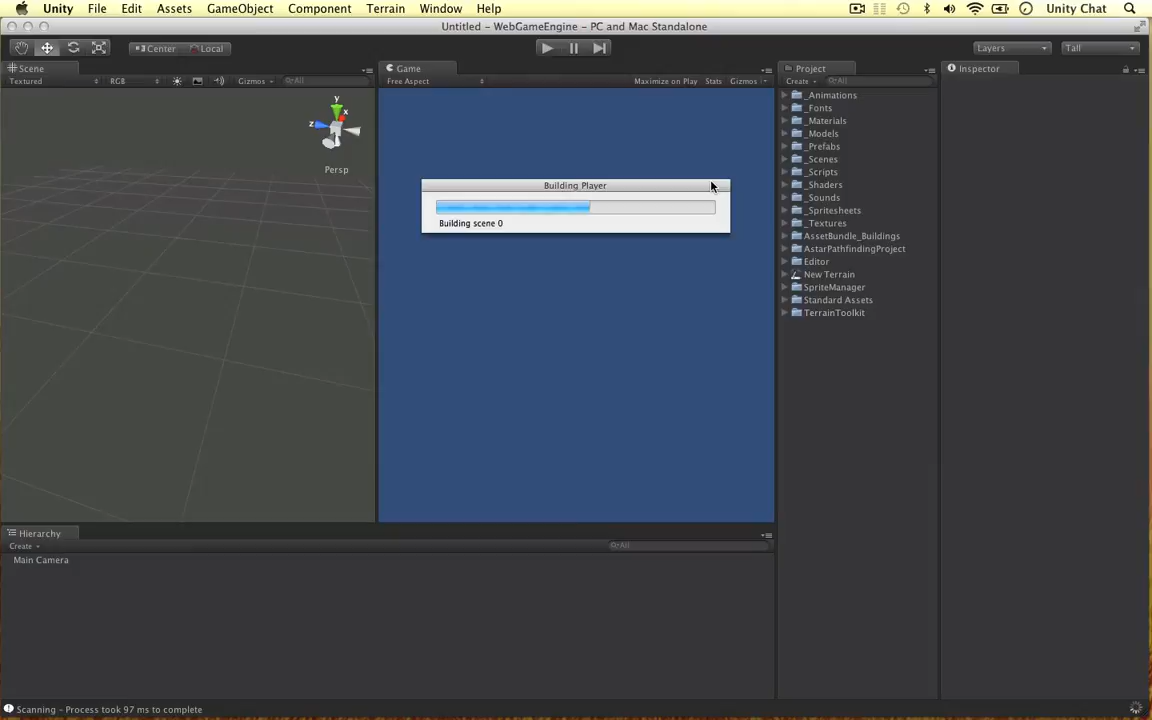 Unity File Edit Assets GameObject Component Terrain Window Help Unity Chat
Untitled – WebGameEngine – PC and Mac Standalone
Center Local Layers Tall
Scene Game Project Inspector
Textured RGB Gizmos All Free Aspect Maximize on Play Stats Gizmos Create All
_Animations
_Fonts
_Materials
_Models
_Prefabs
_Scenes
_Scripts
_Shaders
_Sounds
_Spritesheets
_Textures
AssetBundle_Buildings
AstarPathfindingProject
Editor
New Terrain
SpriteManager
Standard Assets
TerrainToolkit
y
x
z
Persp
Building Player
Building scene 0
Hierarchy
Create All
Main Camera
Scanning – Process took 97 ms to complete